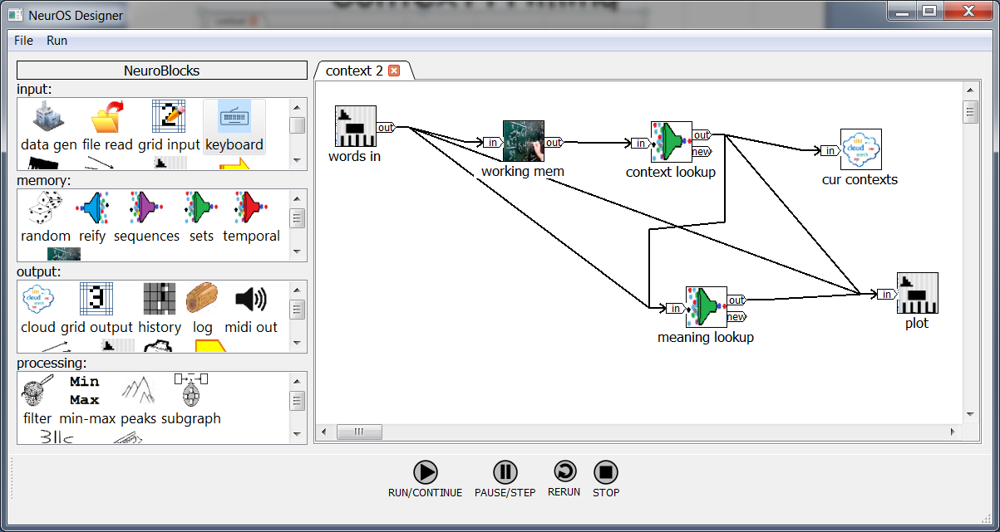 NeurOS Designer
File Run
NeuroBlocks
input:
data gen file read grid input keyboard
memory:
random reify sequences sets temporal
output:
cloud grid output history log midi out
3
processing:
Min
Max
filter min-max peaks subgraph
context 2
out
words in
in out
working mem
in out
new
context lookup
in
cur contexts
in out
new
meaning lookup
in
plot
RUN/CONTINUE PAUSE/STEP RERUN STOP